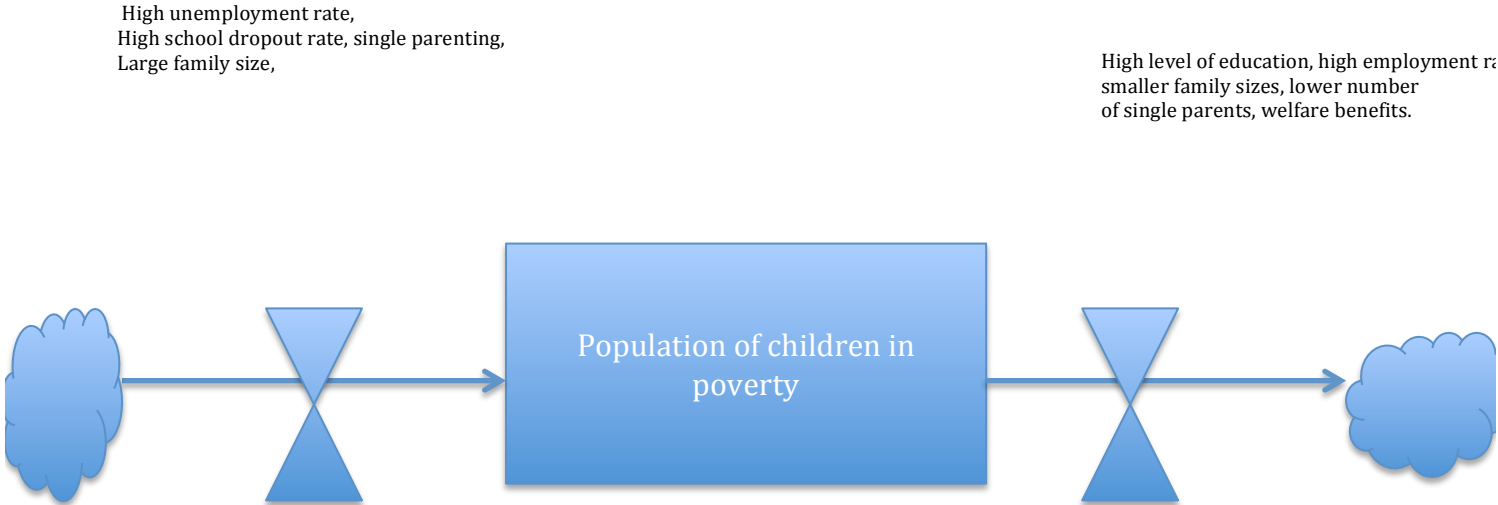 High unemployment rate,
High school dropout rate, single parenting,
Large family size,
High level of education, high employment
smaller family sizes, lower number
of single parents, welfare benefits.
Population of children in
poverty